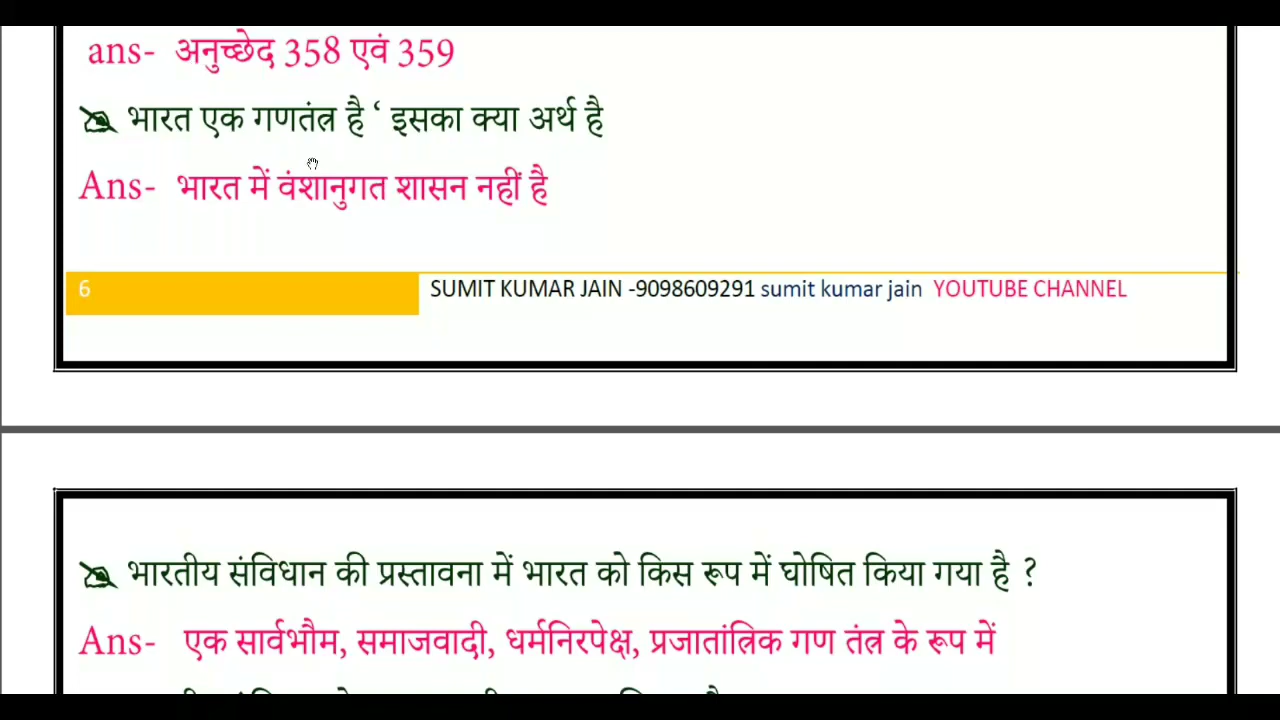 ans- अनुच्छेद 358 एवं 359
भारत एक गणतंत्र है ‘ इसका क्या अर्थ है
Ans- भारत में वंशानुगत शासन नहीं है
6 SUMIT KUMAR JAIN -9098609291 sumit kumar jain YOUTUBE CHANNEL
भारतीय संविधान की प्रस्तावना में भारत को किस रूप में घोषित किया गया है ?
Ans- एक सार्वभौम, समाजवादी, धर्मनिरपेक्ष, प्रजातांत्रिक गण तंत्र के रूप में